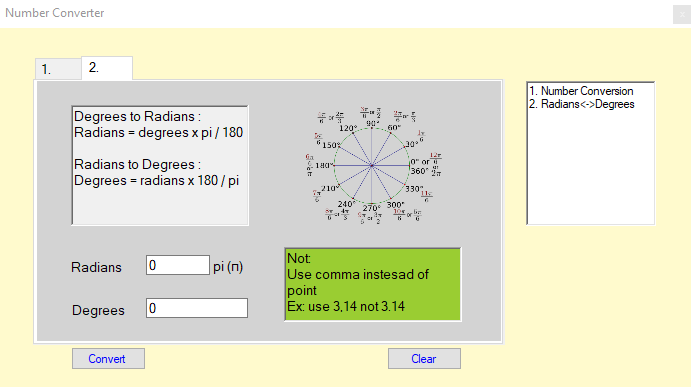 Number Converter
x
1.
2.
Degrees to Radians :
Radians = degrees x pi / 180
Radians to Degrees :
Degrees = radians x 180 / pi
90°
120°
60°
150°
30°
180°
0° or
360°
210°
330°
240°
270°
300°
Radians
0
pi (п)
Degrees
0
Not:
Use comma instesad of
point
Ex: use 3,14 not 3.14
1. Number Conversion
2. Radians<->Degrees
Convert
Clear